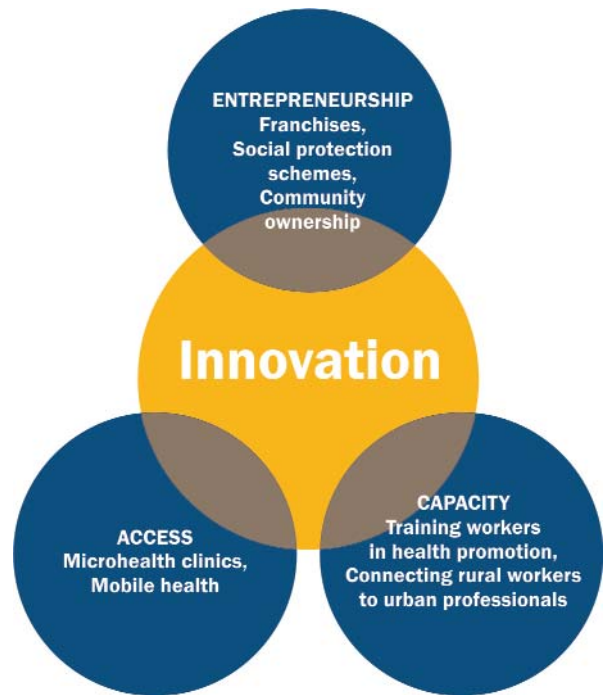 ENTREPRENEURSHIP
Franchises,
Social protection
schemes,
Community
ownership
Innovation
ACCESS
Microhealth clinics,
Mobile health
CAPACITY
Training workers
in health promotion,
Connecting rural workers
to urban professionals